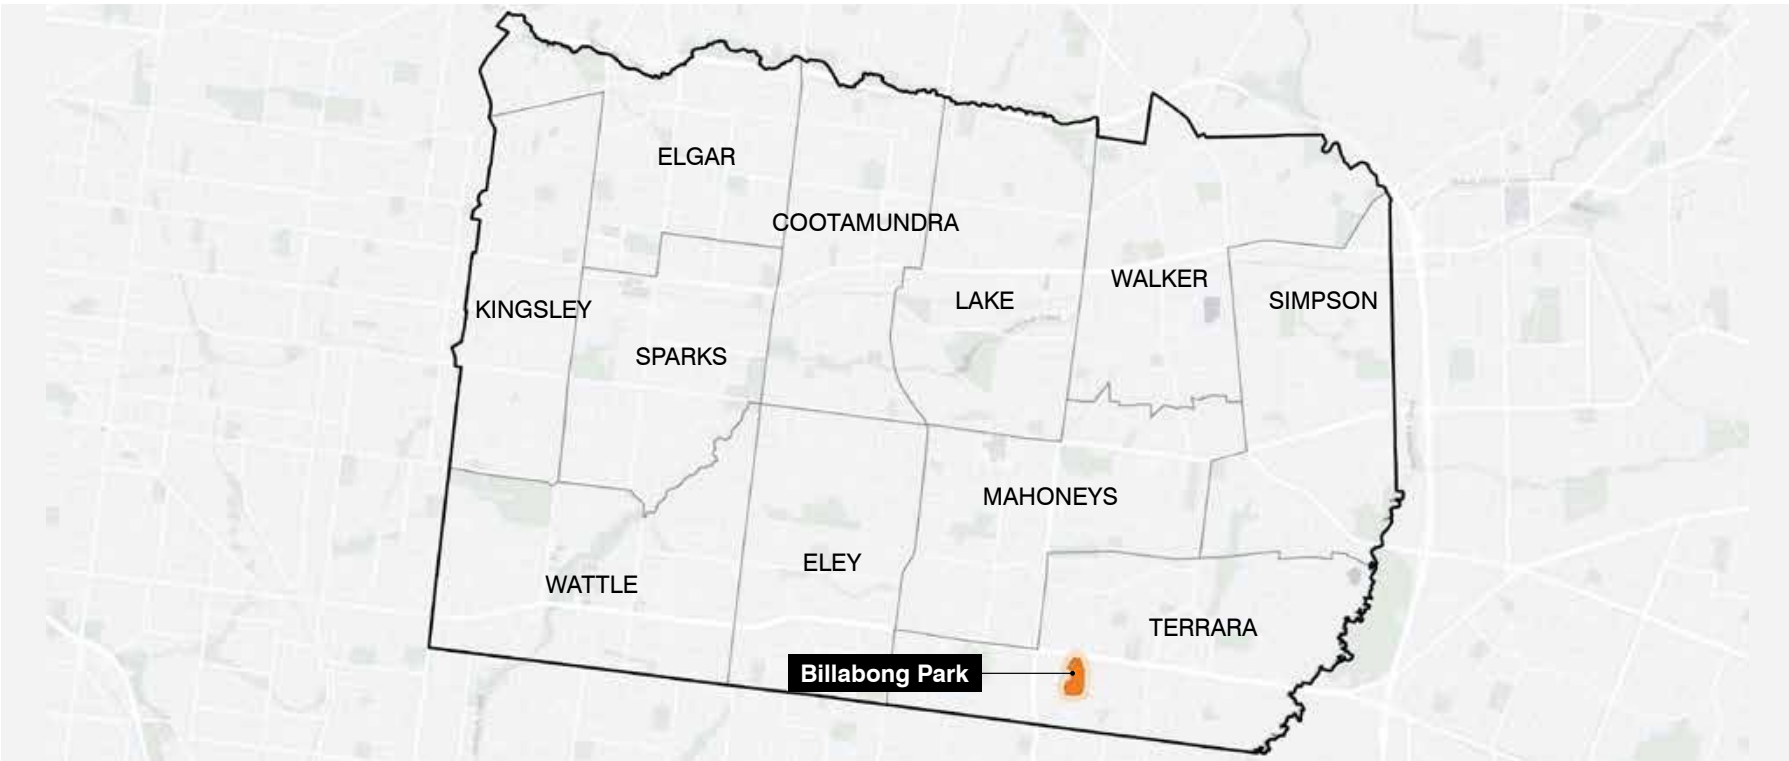 ELGAR
COOTAMUNDRA
WALKER
KINGSLEY
LAKE
SIMPSON
SPARKS
MAHONEYS
ELEY
WATTLE
TERRARA
Billabong Park